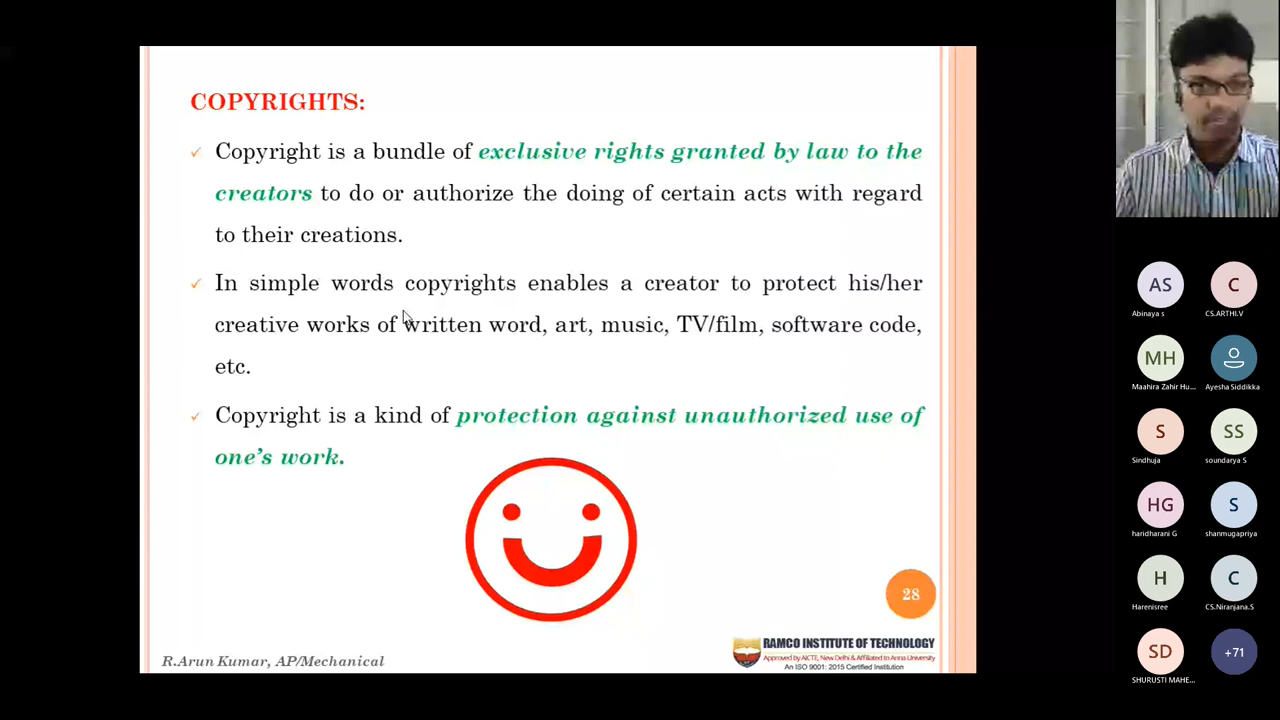 COPYRIGHTS:
✓ Copyright is a bundle of exclusive rights granted by law to the
creators to do or authorize the doing of certain acts with regard
to their creations.
✓ In simple words copyrights enables a creator to protect his/her
creative works of written word, art, music, TV/film, software code,
etc.
✓ Copyright is a kind of protection against unauthorized use of
one's work.
28
R.Arun Kumar, AP/Mechanical
RAMCO INSTITUTE OF TECHNOLOGY
Approved by AICTE, New Delhi & Affiliated to Anna University
An ISO 9001: 2015 Certified Institution
AS
Abinaya s
C
CS.ARTHI.V
MH
Maahira Zahir Hu...
Ayesha Siddikka
S
Sindhuja
SS
soundarya S
HG
haridharani G
S
shanmugapriya
H
Harenisree
C
CS.Niranjana.S
SD
SHURUSTI MAHE...
+71